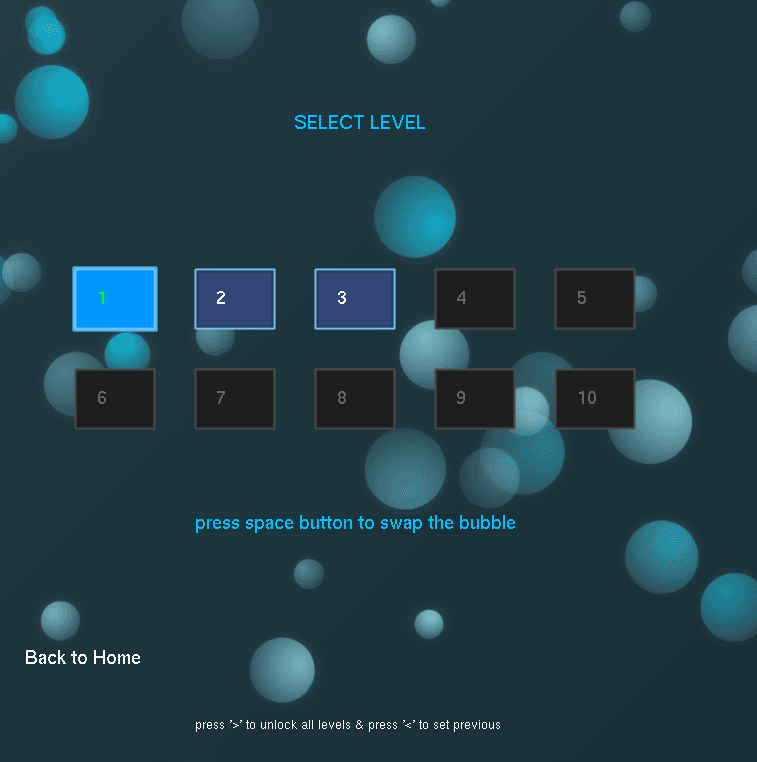 SELECT LEVEL
1 2 3 4 5
6 7 8 9 10
press space button to swap the bubble
Back to Home
press '>' to unlock all levels & press '<' to set previous